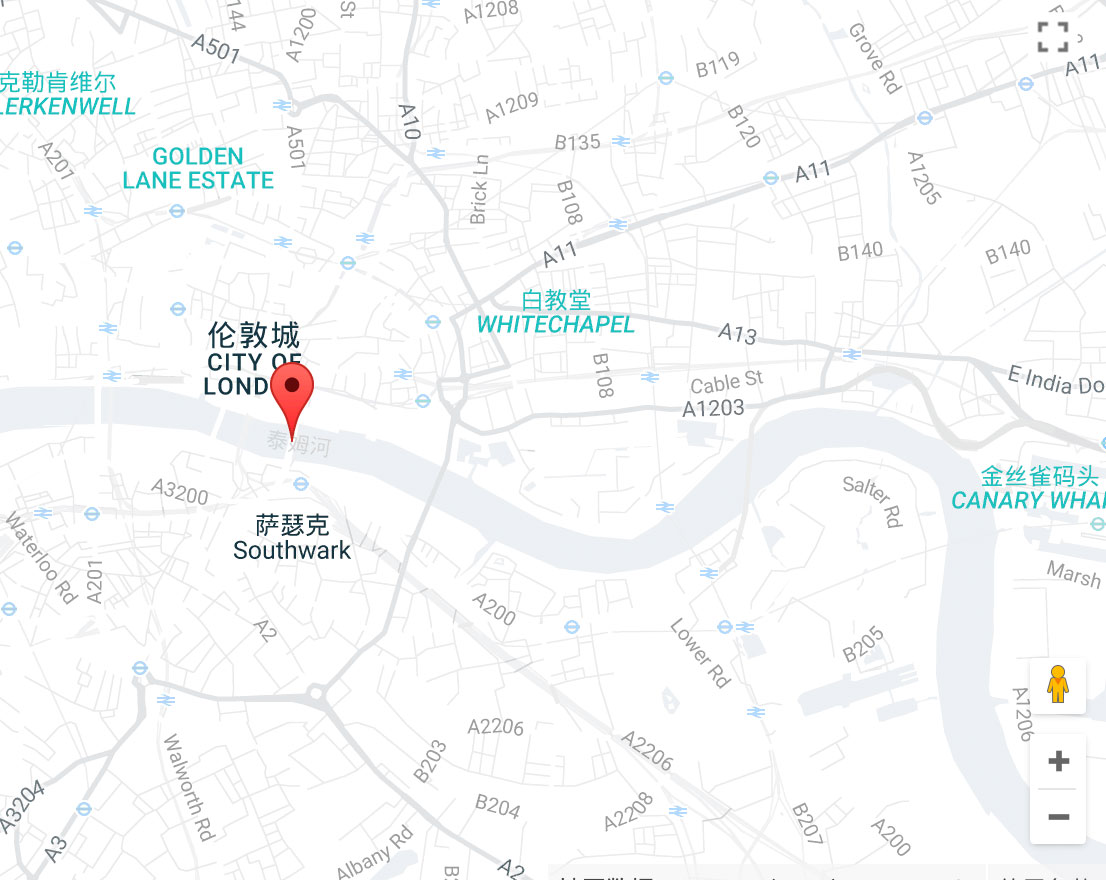 144
A1200
St
A1208
A501
B119
Grove Rd
A11
克勒肯维尔
LERKENWELL
A1209
A10
B120
A501
B135
A201
GOLDEN
LANE ESTATE
Brick Ln
B108
A11
A1205
A11
B140
B140
白教堂
WHITECHAPEL
伦敦城
CITY OF
LOND
A13
B108
Cable St
A1203
E India Do
泰姆河
金丝雀码头
CANARY WHAR
A3200
Salter Rd
萨瑟克
Southwark
Waterloo Rd
A201
Marsh
A2
A200
Lower Rd
B205
A1206
A2206
A2206
B203
Walworth Rd
B204
A2208
B207
A200
A3204
A3
Albany Rd
A2